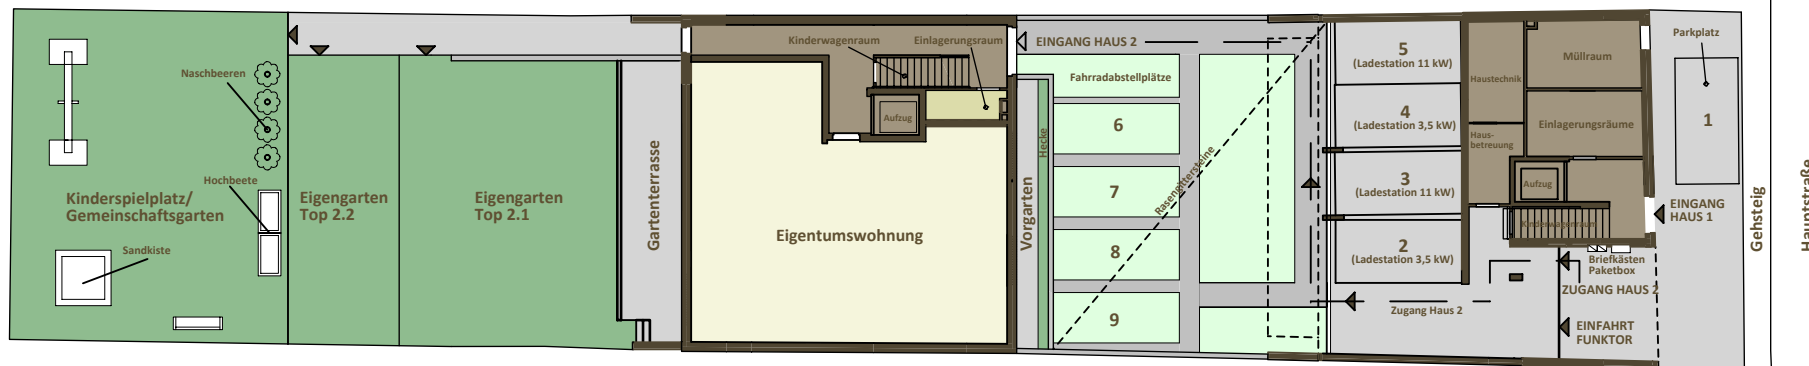 Naschbeeren
Hochbeete
Kinderspielplatz/
Gemeinschaftsgarten
Sandkiste
Eigengarten
Top 2.2
Eigengarten
Top 2.1
Gartenterrasse
Kinderwagenraum
Einlagerungsraum
Aufzug
Eigentumswohnung
EINGANG HAUS 2
Vorgarten
Hecke
Fahrradabstellplätze
6
7
8
9
Rasengittersteine
5
(Ladestation 11 kW)
4
(Ladestation 3,5 kW)
3
(Ladestation 11 kW)
2
(Ladestation 3,5 kW)
Zugang Haus 2
Haustechnik
Haus-
betreuung
Müllraum
Einlagerungsräume
Aufzug
Kinderwagenraum
Briefkästen
Paketbox
ZUGANG HAUS 2
EINFAHRT
FUNKTOR
EINGANG
HAUS 1
Parkplatz
1
Gehsteig
Hauptstraße